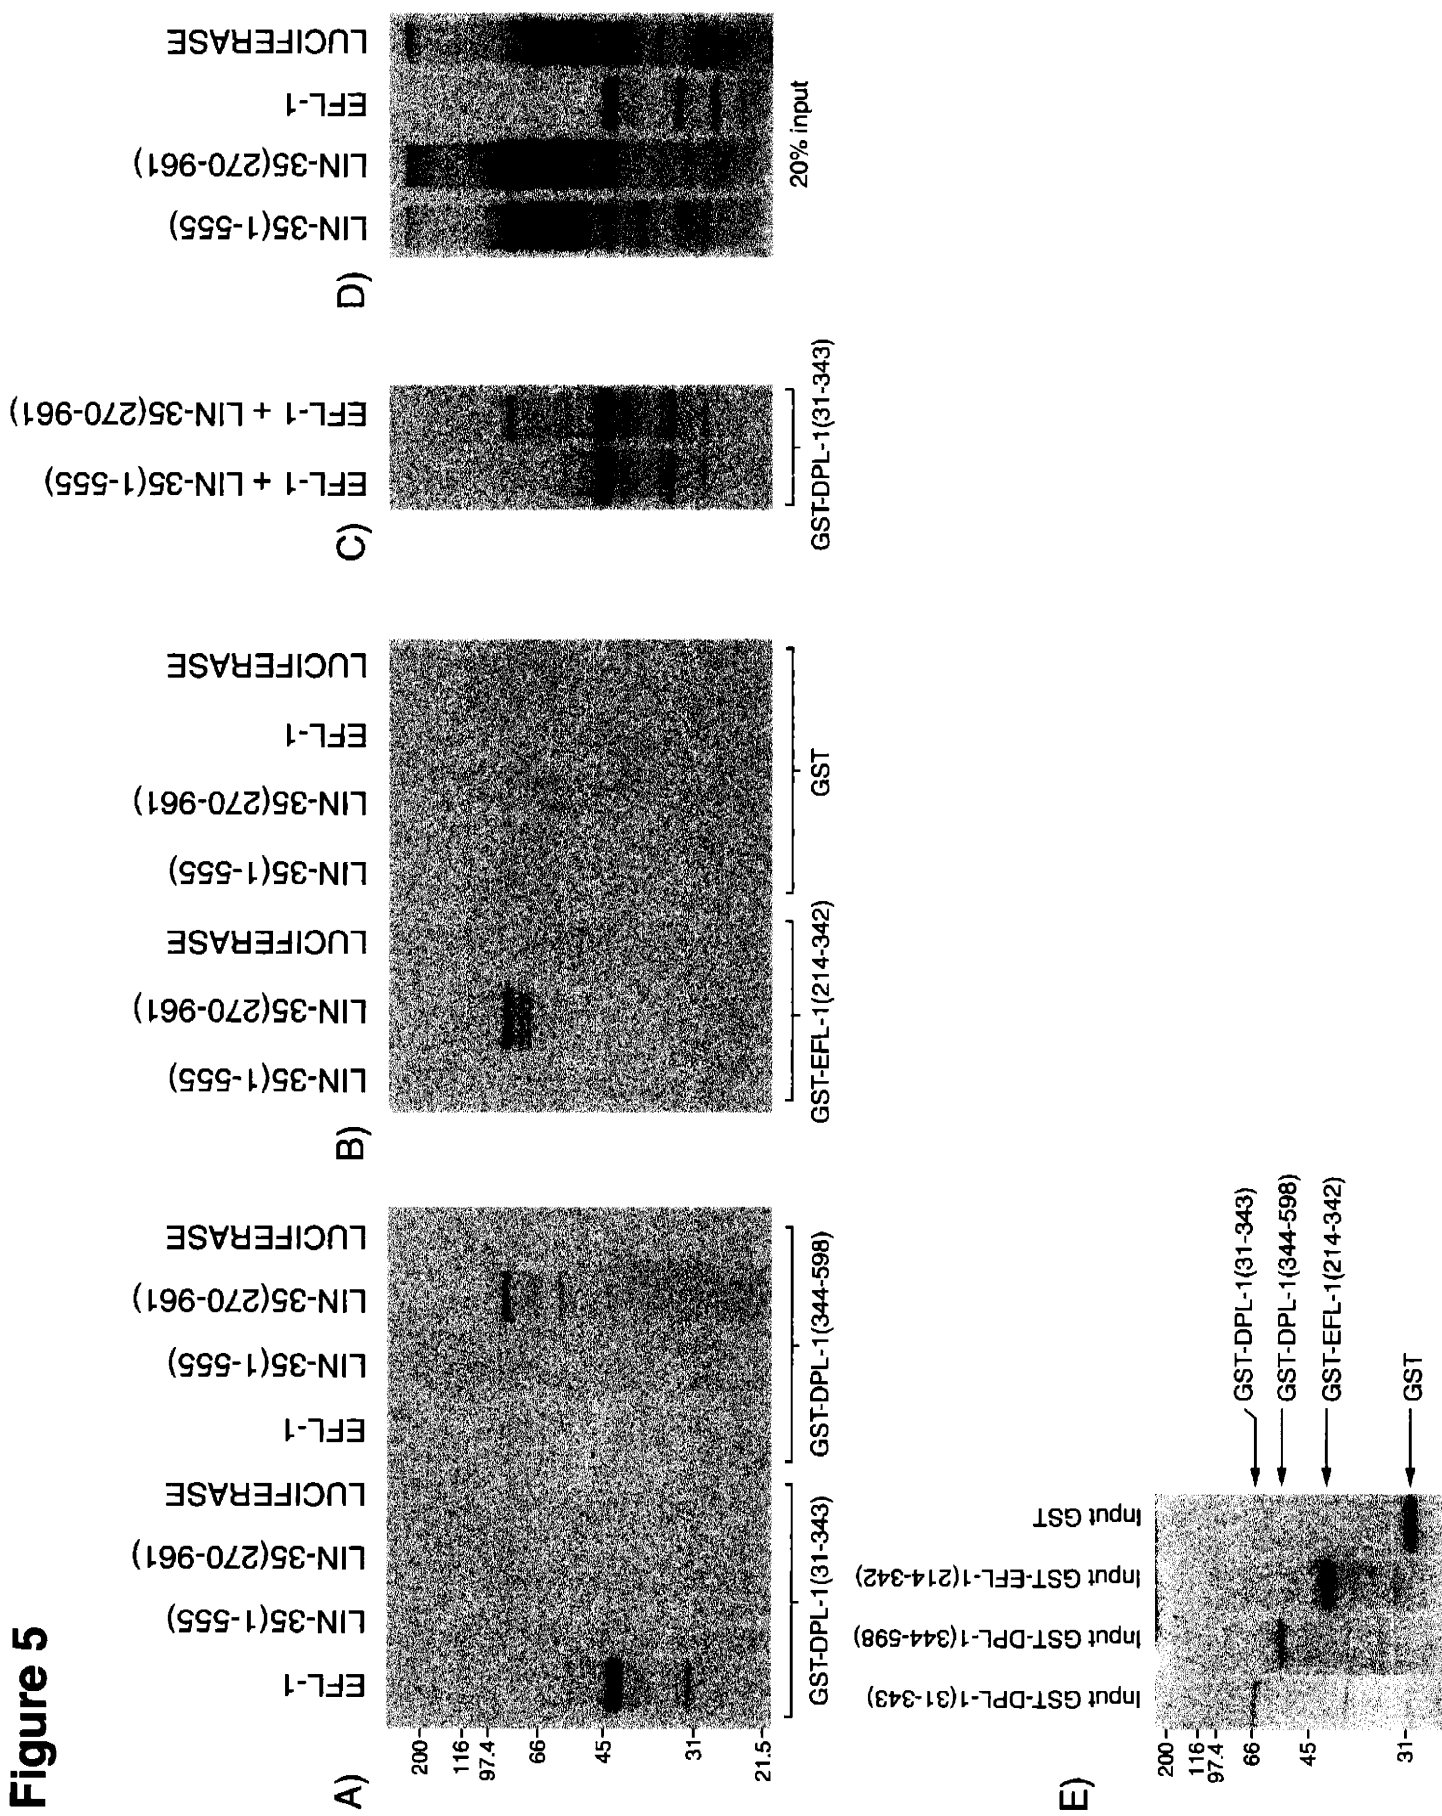 Figure 5
A)
EFL-1
LIN-35(1-555)
LIN-35(270-961)
LUCIFERASE
EFL-1
LIN-35(1-555)
LIN-35(270-961)
LUCIFERASE
200
116
97.4
66
45
31
21.5
GST-DPL-1(31-343)
GST-DPL-1(344-598)
B)
LIN-35(1-555)
LIN-35(270-961)
LUCIFERASE
LIN-35(1-555)
LIN-35(270-961)
EFL-1
LUCIFERASE
GST-EFL-1(214-342)
GST
C)
EFL-1 + LIN-35(1-555)
EFL-1 + LIN-35(270-961)
GST-DPL-1(31-343)
D)
LIN-35(1-555)
LIN-35(270-961)
EFL-1
LUCIFERASE
20% input
E)
Input GST-DPL-1(31-343)
Input GST-DPL-1(344-598)
Input GST-EFL-1(214-342)
Input GST
200
116
97.4
66
45
31
GST-DPL-1(31-343)
GST-DPL-1(344-598)
GST-EFL-1(214-342)
GST